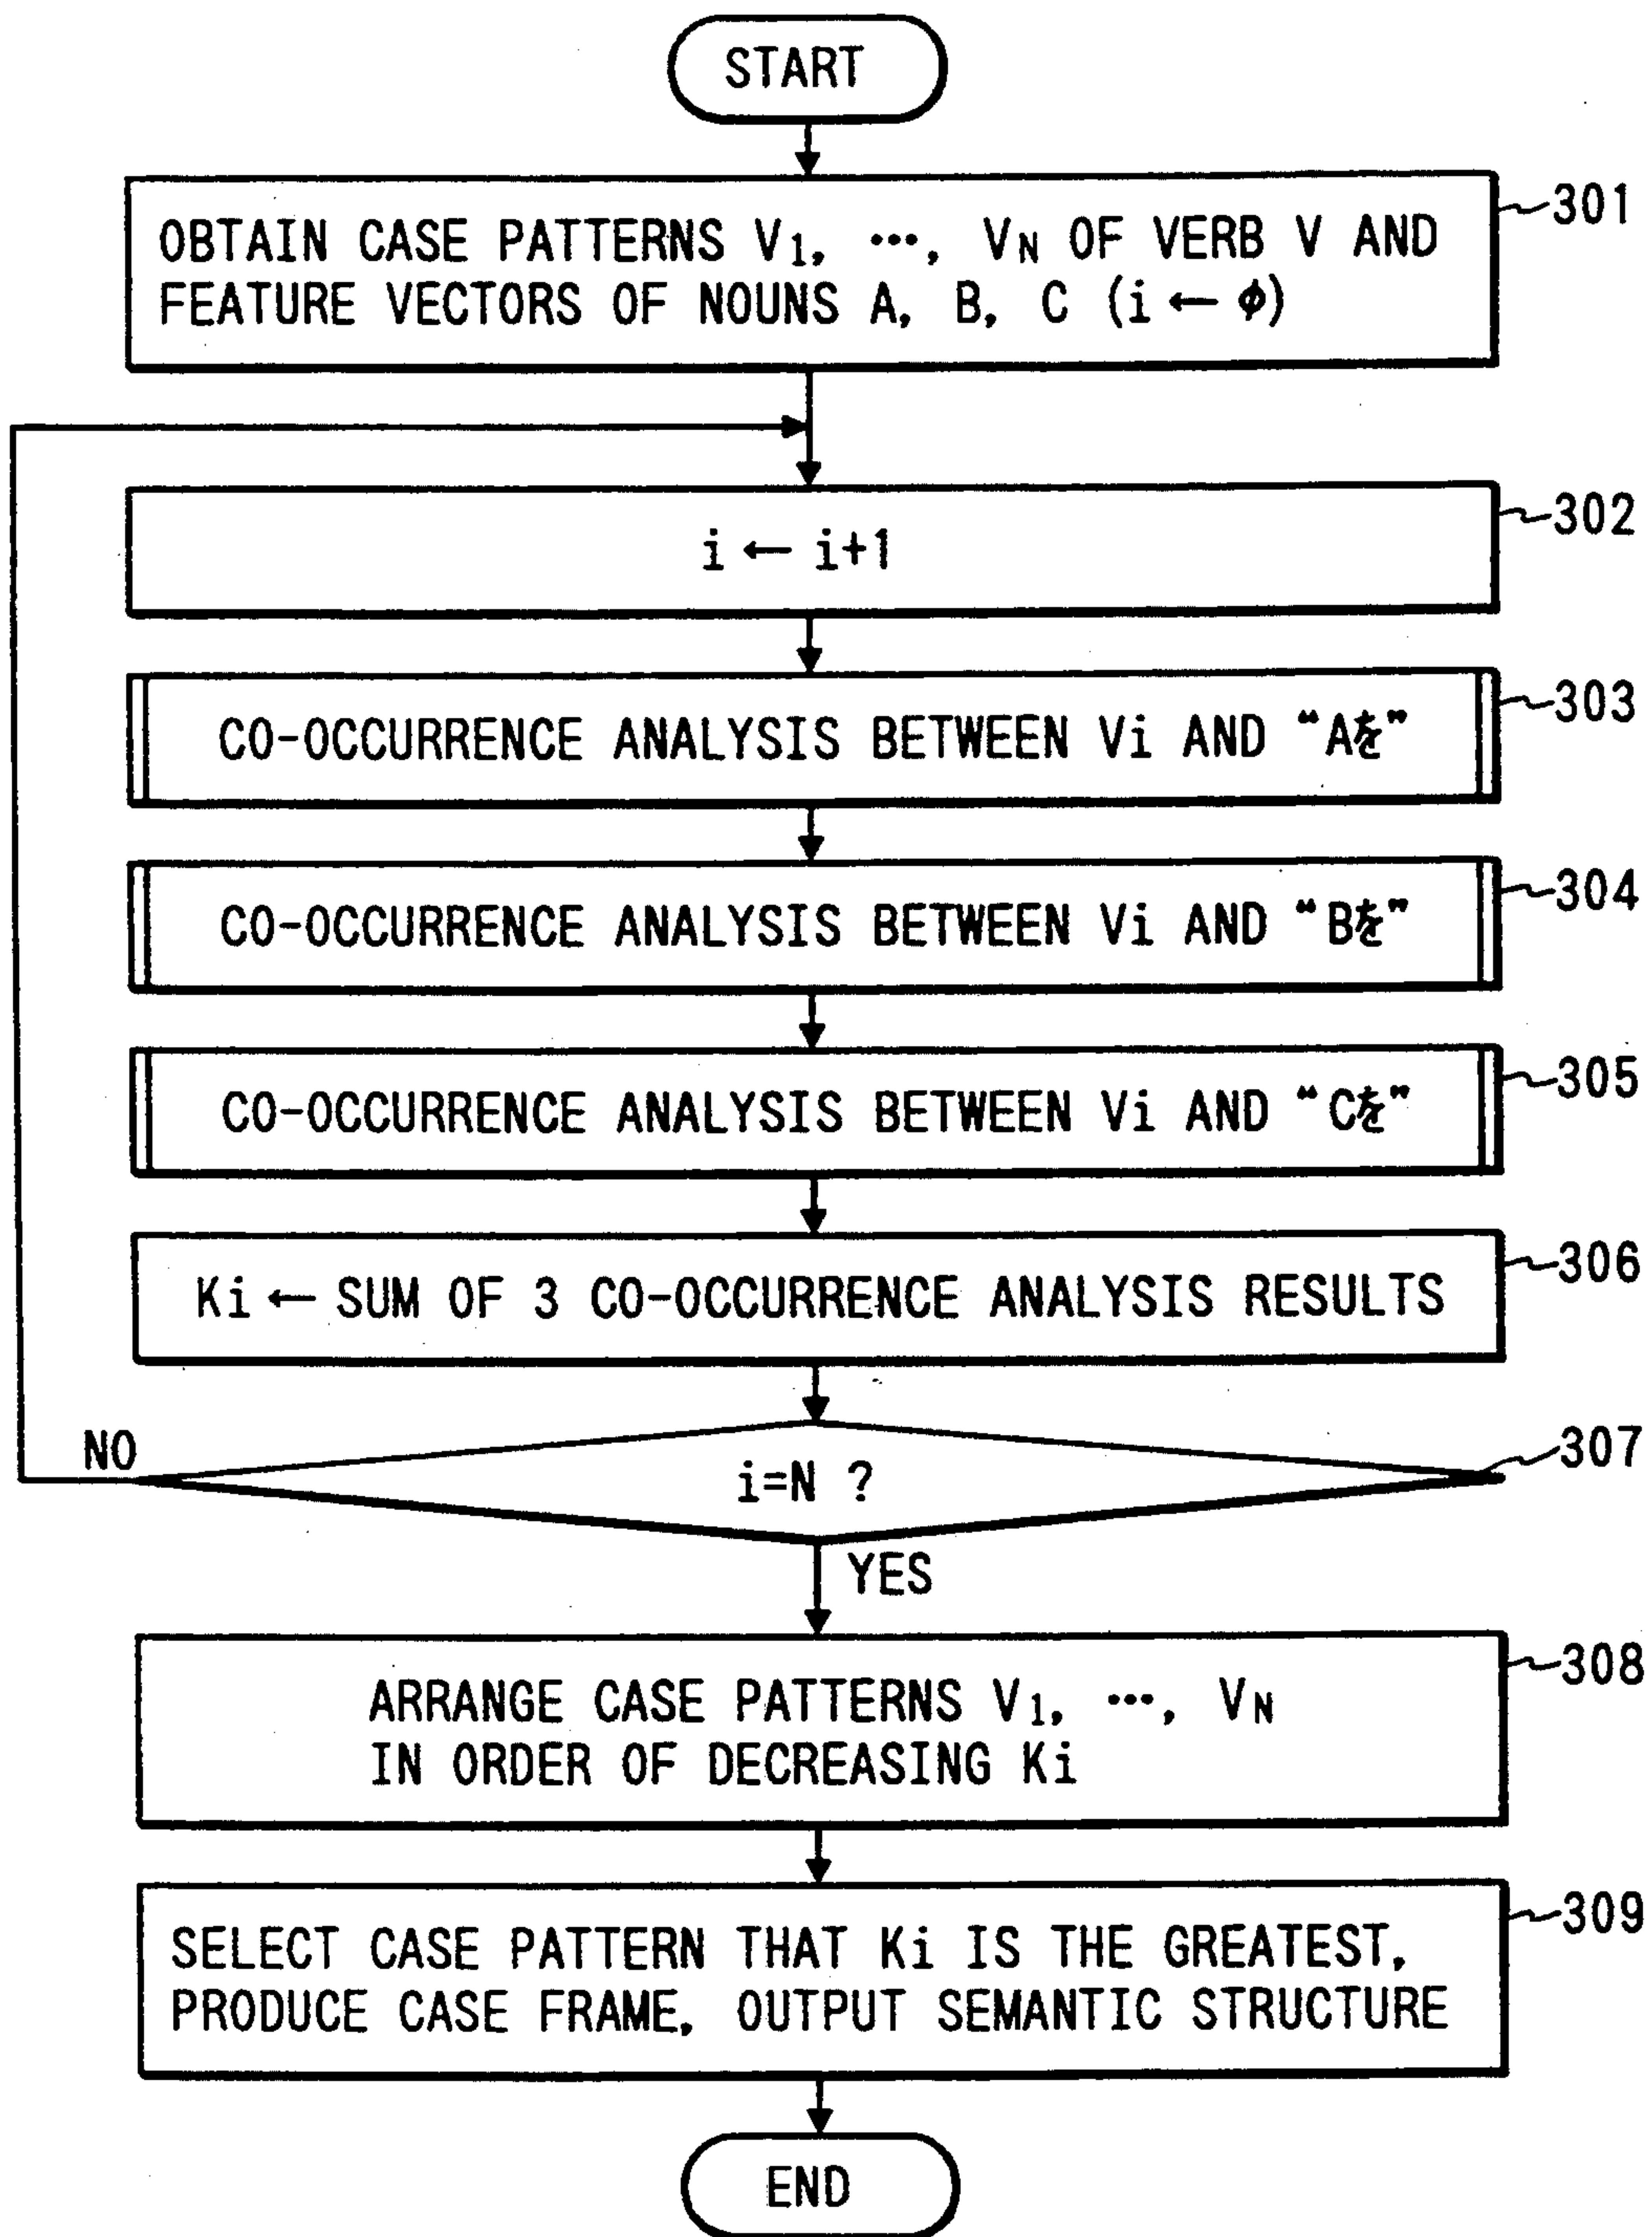 START
301
OBTAIN CASE PATTERNS V1, ···, VN OF VERB V AND
FEATURE VECTORS OF NOUNS A, B, C (i ← φ)
302
i ← i+1
303
CO-OCCURRENCE ANALYSIS BETWEEN Vi AND “Aを”
304
CO-OCCURRENCE ANALYSIS BETWEEN Vi AND “Bを”
305
CO-OCCURRENCE ANALYSIS BETWEEN Vi AND “Cを”
306
Ki ← SUM OF 3 CO-OCCURRENCE ANALYSIS RESULTS
307
NO
i=N ?
YES
308
ARRANGE CASE PATTERNS V1, ···, VN
IN ORDER OF DECREASING Ki
309
SELECT CASE PATTERN THAT Ki IS THE GREATEST,
PRODUCE CASE FRAME, OUTPUT SEMANTIC STRUCTURE
END